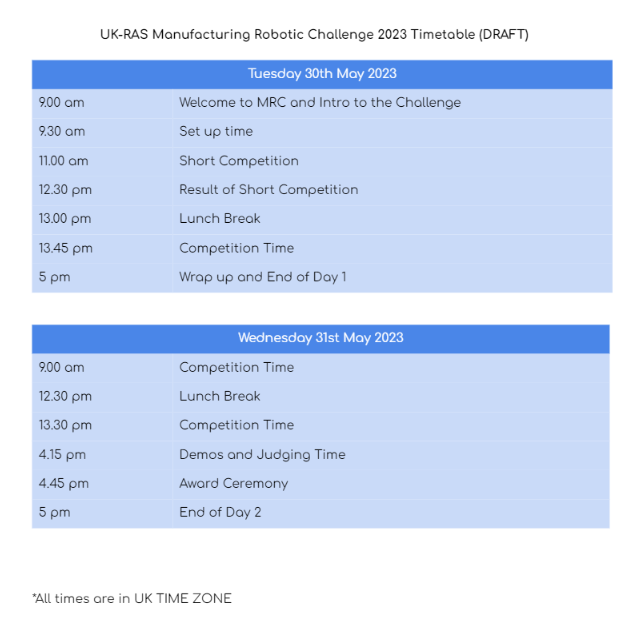 UK-RAS Manufacturing Robotic Challenge 2023 Timetable (DRAFT)
Tuesday 30th May 2023
9.00 am Welcome to MRC and Intro to the Challenge
9.30 am Set up time
11.00 am Short Competition
12.30 pm Result of Short Competition
13.00 pm Lunch Break
13.45 pm Competition Time
5 pm Wrap up and End of Day 1
Wednesday 31st May 2023
9.00 am Competition Time
12.30 pm Lunch Break
13.30 pm Competition Time
4.15 pm Demos and Judging Time
4.45 pm Award Ceremony
5 pm End of Day 2
*All times are in UK TIME ZONE